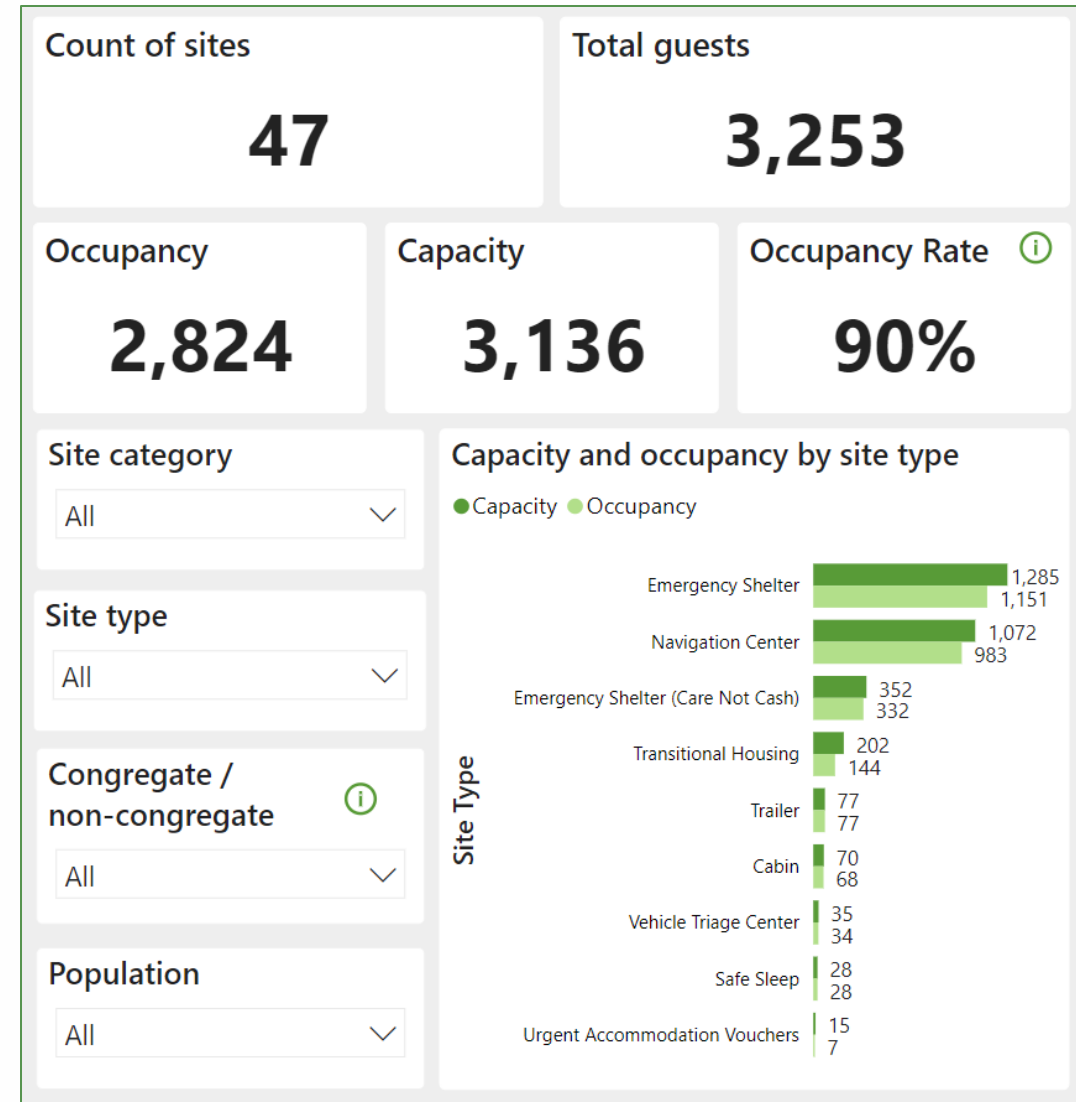 Count of sites
47
Total guests
3,253
Occupancy
2,824
Capacity
3,136
Occupancy Rate
90%
Site category
All
Site type
All
Congregate /
non-congregate
All
Population
All
Capacity and occupancy by site type
Capacity Occupancy
Site Type
Emergency Shelter 1,285
1,151
Navigation Center 1,072
983
Emergency Shelter (Care Not Cash) 352
332
Transitional Housing 202
144
Trailer 77
77
Cabin 70
68
Vehicle Triage Center 35
34
Safe Sleep 28
28
Urgent Accommodation Vouchers 15
7